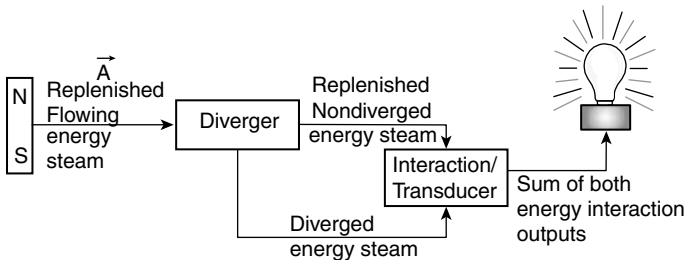 N
S
A
Replenished
Flowing
energy
steam
Diverger
Replenished
Nondiverged
energy steam
Interaction/
Transducer
Diverged
energy steam
Sum of both
energy interaction
outputs